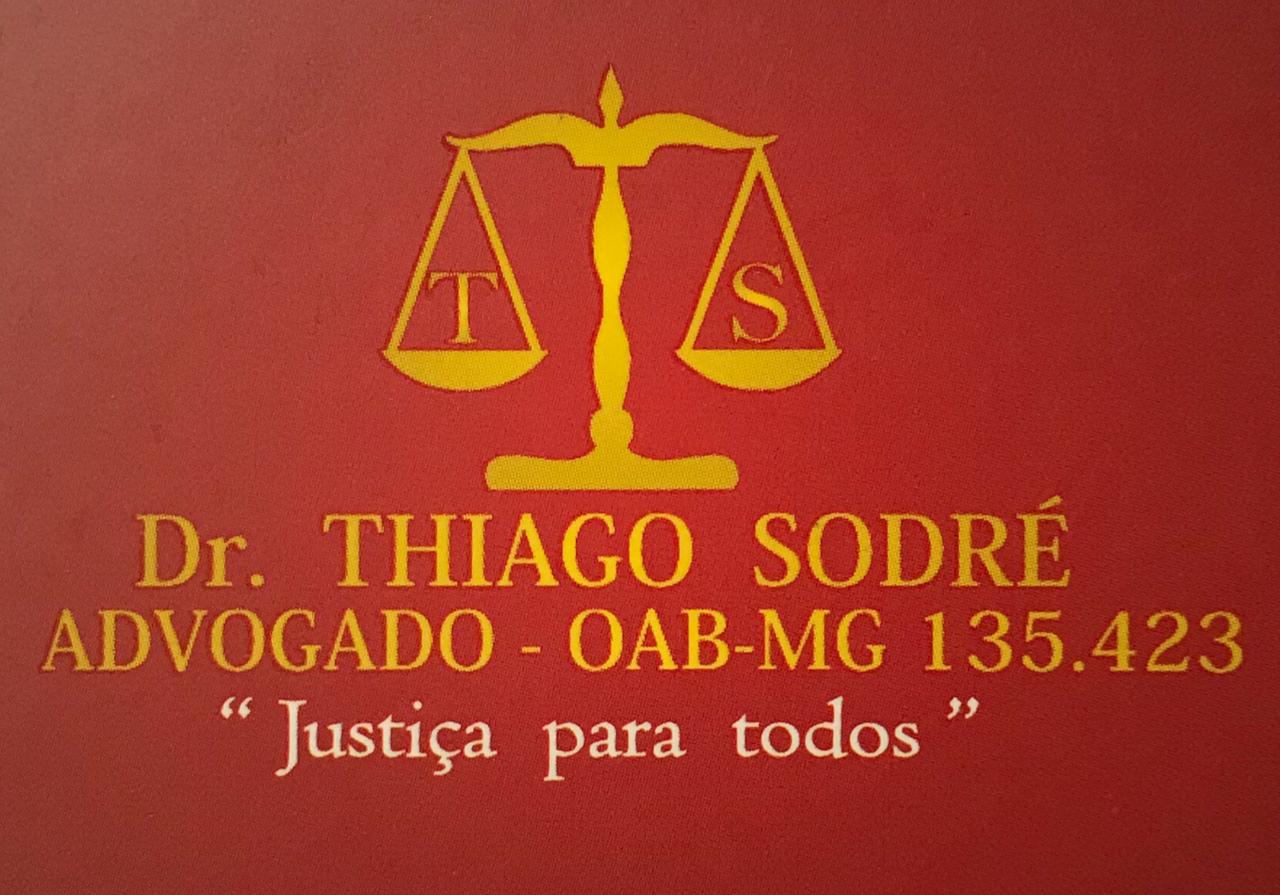 T S
Dr. THIAGO SODRÉ
ADVOGADO - OAB-MG 135.423
“ Justiça para todos ”